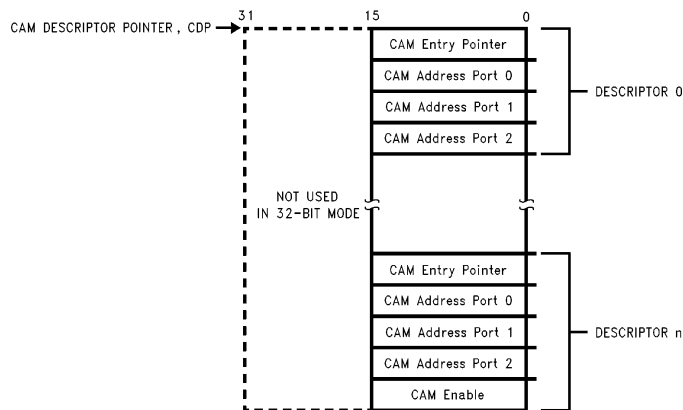 31 15 0
CAM DESCRIPTOR POINTER, CDP
CAM Entry Pointer
CAM Address Port 0
CAM Address Port 1
CAM Address Port 2
DESCRIPTOR 0
NOT USED
IN 32-BIT MODE
CAM Entry Pointer
CAM Address Port 0
CAM Address Port 1
CAM Address Port 2
CAM Enable
DESCRIPTOR n